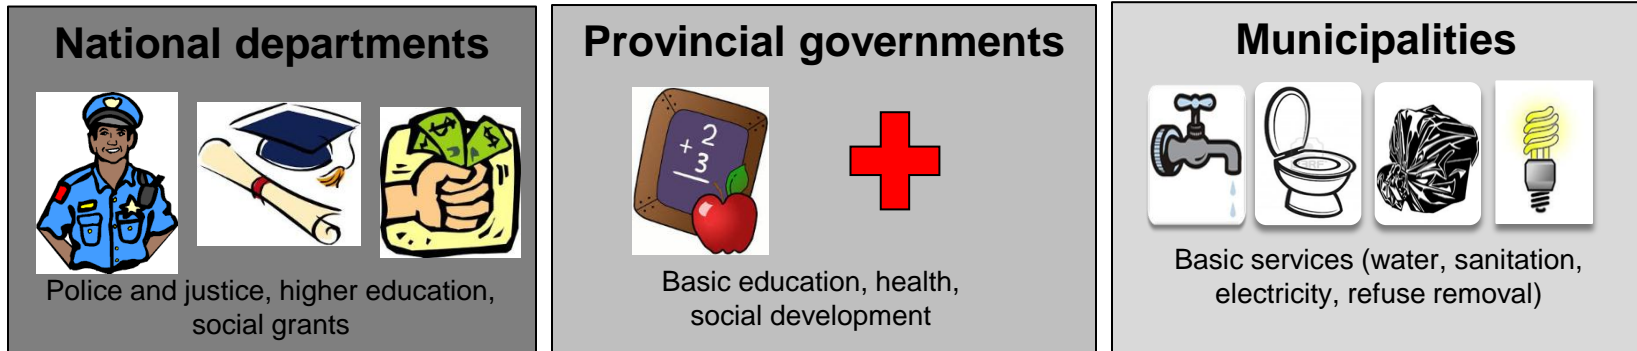 National departments
Police and justice, higher education,
social grants
Provincial governments
2
+ 3
Basic education, health,
social development
Municipalities
Basic services (water, sanitation,
electricity, refuse removal)